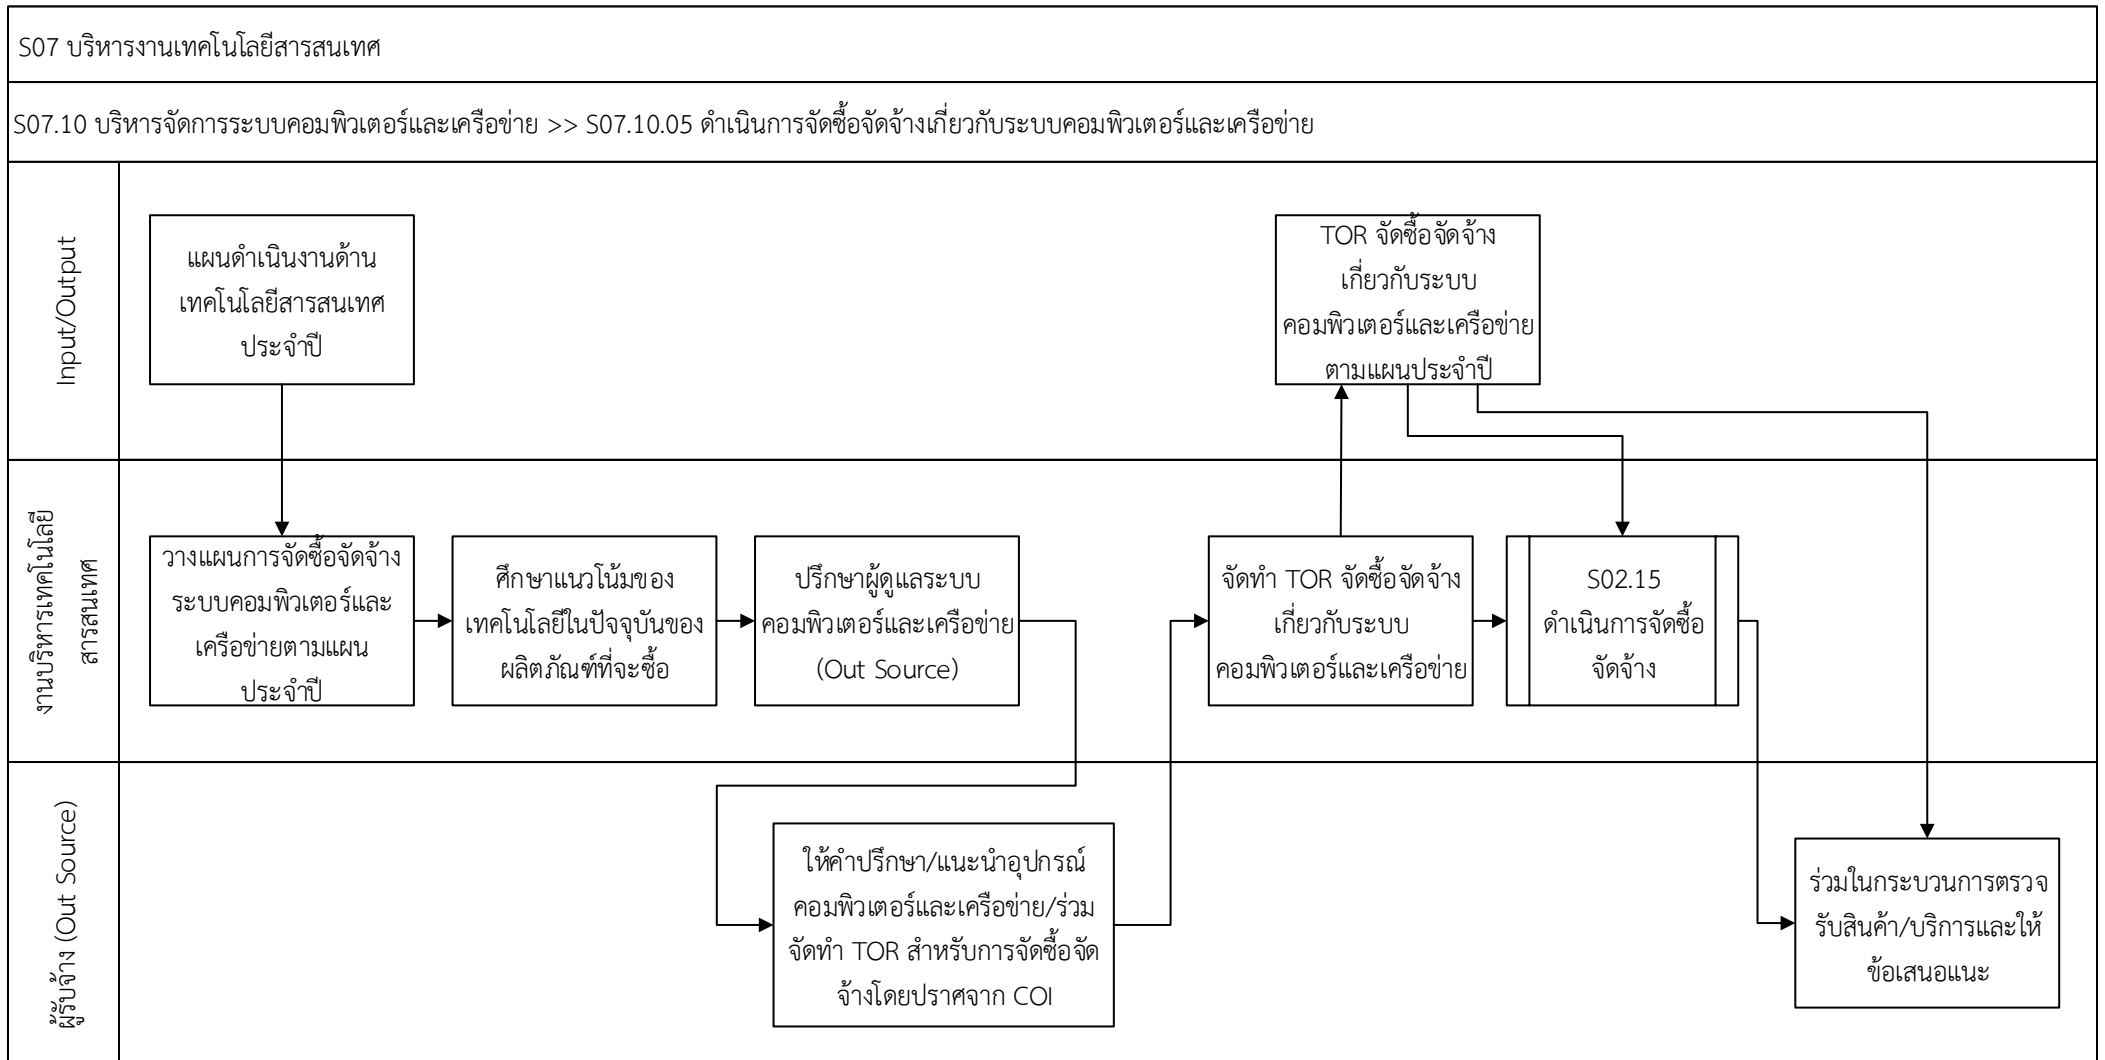 S07 บริหารงานเทคโนโลยีสารสนเทศ
S07.10 บริหารจัดการระบบคอมพิวเตอร์และเครือข่าย >> S07.10.05 ดำเนินการจัดซื้อจัดจ้างเกี่ยวกับระบบคอมพิวเตอร์และเครือข่าย
Input/Output
แผนดำเนินงานด้าน
เทคโนโลยีสารสนเทศ
ประจำปี
TOR จัดซื้อจัดจ้าง
เกี่ยวกับระบบ
คอมพิวเตอร์และเครือข่าย
ตามแผนประจำปี
งานบริหารเทคโนโลยี
สารสนเทศ
วางแผนการจัดซื้อจัดจ้าง
ระบบคอมพิวเตอร์และ
เครือข่ายตามแผน
ประจำปี
ศึกษาแนวโน้มของ
เทคโนโลยีในปัจจุบันของ
ผลิตภัณฑ์ที่จะซื้อ
ปรึกษาผู้ดูแลระบบ
คอมพิวเตอร์และเครือข่าย
(Out Source)
จัดทำ TOR จัดซื้อจัดจ้าง
เกี่ยวกับระบบ
คอมพิวเตอร์และเครือข่าย
S02.15
ดำเนินการจัดซื้อ
จัดจ้าง
ผู้รับจ้าง (Out Source)
ให้คำปรึกษา/แนะนำอุปกรณ์
คอมพิวเตอร์และเครือข่าย/ร่วม
จัดทำ TOR สำหรับการจัดซื้อจัด
จ้างโดยปราศจาก COI
ร่วมในกระบวนการตรวจ
รับสินค้า/บริการและให้
ข้อเสนอแนะ